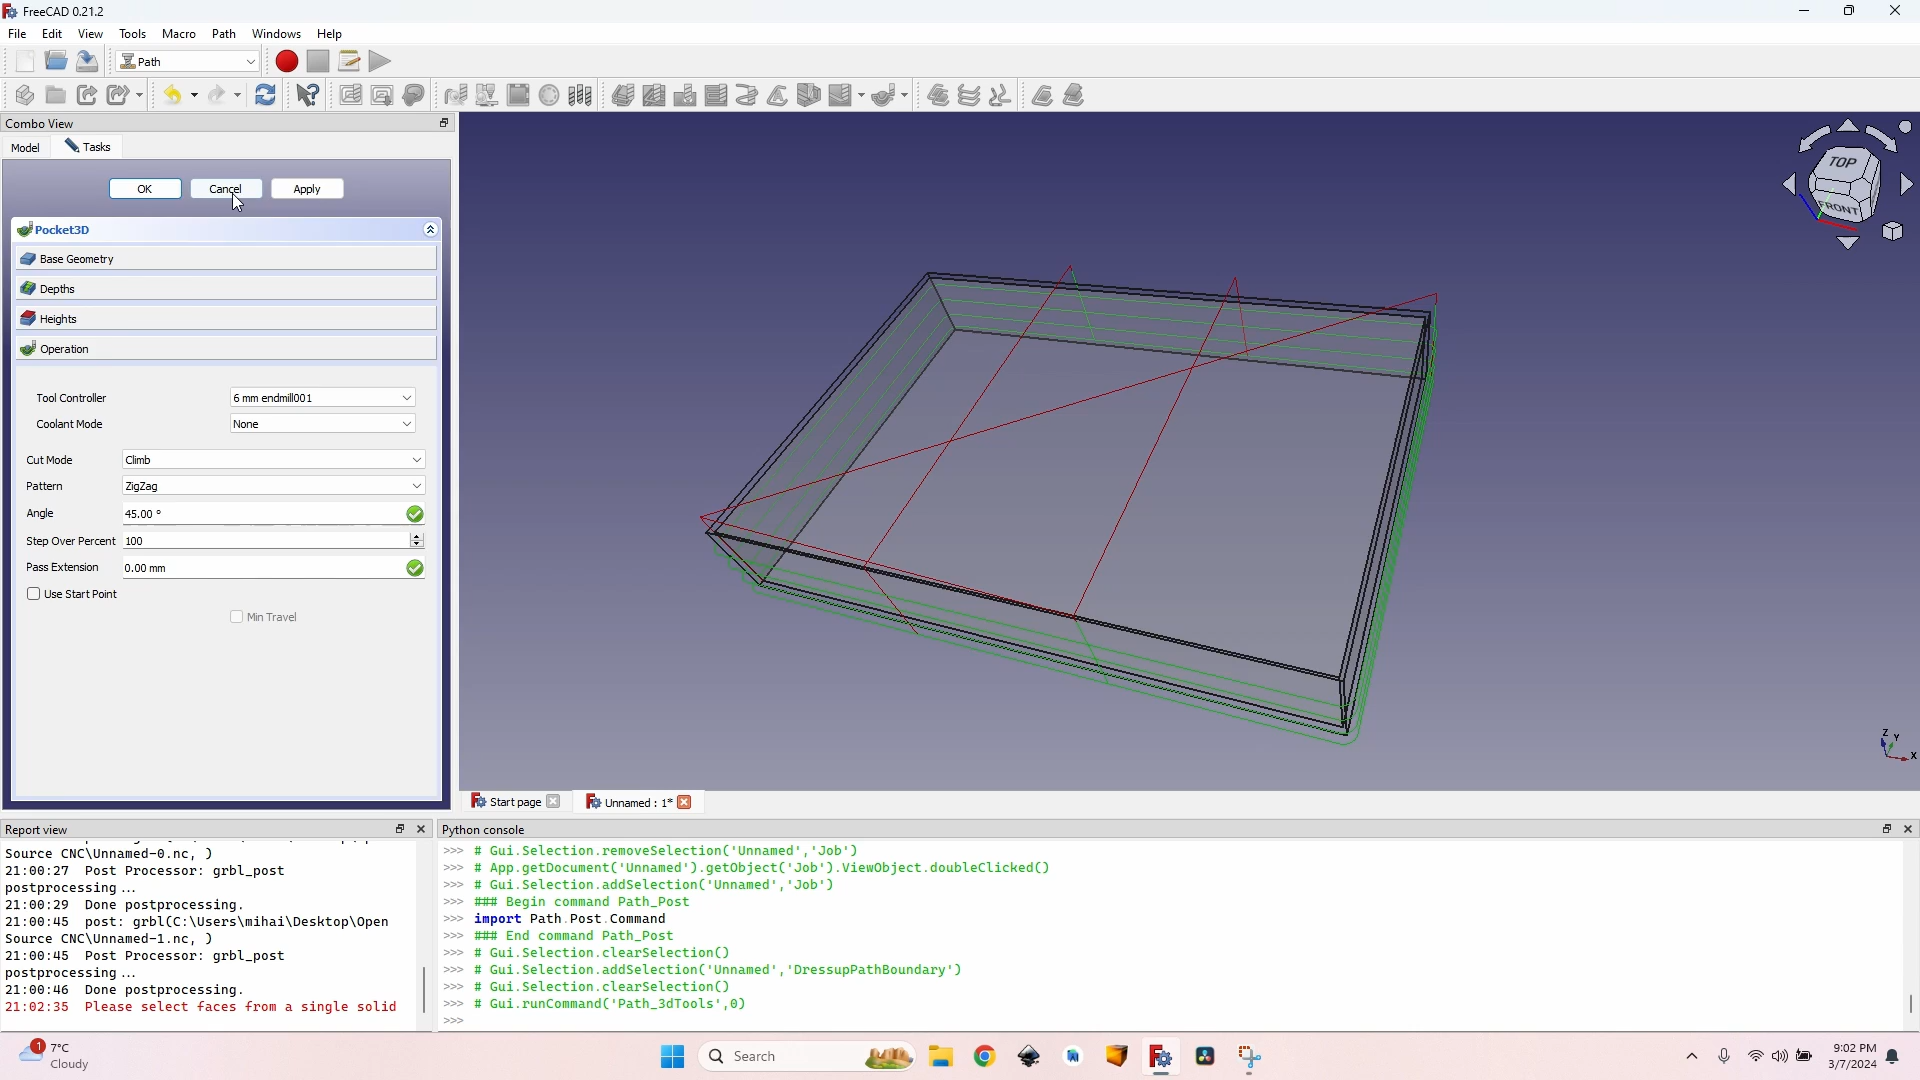 FreeCAD 0.21.2
File Edit View Tools Macro Path Windows Help
Path
Combo View
Model Tasks
OK Cancel Apply
Pocket3D
Base Geometry
Depths
Heights
Operation
Tool Controller 6 mm endmill001
Coolant Mode None
Cut Mode Climb
Pattern ZigZag
Angle 45.00 °
Step Over Percent 100
Pass Extension 0.00 mm
Use Start Point
Min Travel
TOP
FRONT
Z
Y
X
Start page Unnamed : 1*
Report view
Source CNC\Unnamed-0.nc, )
21:00:27 Post Processor: grbl_post
postprocessing ...
21:00:29 Done postprocessing.
21:00:45 post: grbl(C:\Users\mihai\Desktop\Open
Source CNC\Unnamed-1.nc, )
21:00:45 Post Processor: grbl_post
postprocessing ...
21:00:46 Done postprocessing.
21:02:35 Please select faces from a single solid
Python console
>>> # Gui.Selection.removeSelection('Unnamed','Job')
>>> # App.getDocument('Unnamed').getObject('Job').ViewObject.doubleClicked()
>>> # Gui.Selection.addSelection('Unnamed','Job')
>>> ### Begin command Path_Post
>>> import Path.Post.Command
>>> ### End command Path_Post
>>> # Gui.Selection.clearSelection()
>>> # Gui.Selection.addSelection('Unnamed','DressupPathBoundary')
>>> # Gui.Selection.clearSelection()
>>> # Gui.runCommand('Path_3dTools',0)
>>>
1
7°C
Cloudy
Search
9:02 PM
3/7/2024